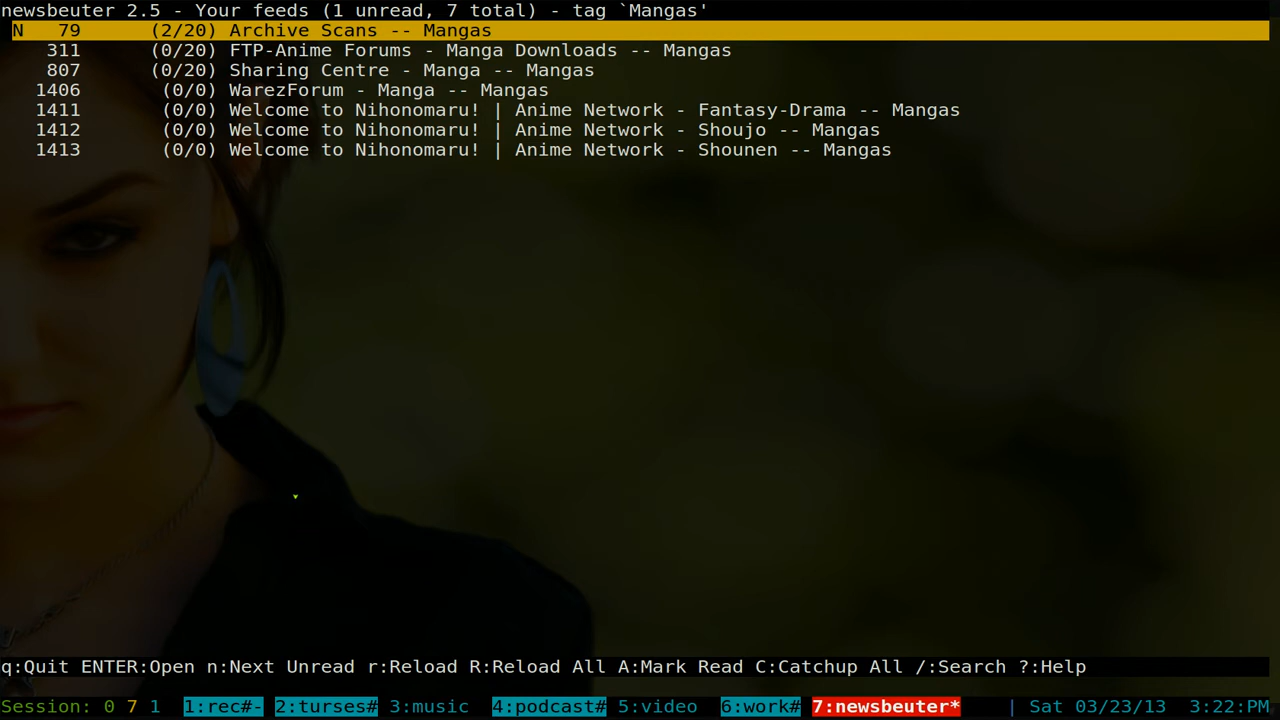 newsbeuter 2.5 - Your feeds (1 unread, 7 total) - tag `Mangas'
N 79 (2/20) Archive Scans -- Mangas
311 (0/20) FTP-Anime Forums - Manga Downloads -- Mangas
807 (0/20) Sharing Centre - Manga -- Mangas
1406 (0/0) WarezForum - Manga -- Mangas
1411 (0/0) Welcome to Nihonomaru! | Anime Network - Fantasy-Drama -- Mangas
1412 (0/0) Welcome to Nihonomaru! | Anime Network - Shoujo -- Mangas
1413 (0/0) Welcome to Nihonomaru! | Anime Network - Shounen -- Mangas
q:Quit ENTER:Open n:Next Unread r:Reload R:Reload All A:Mark Read C:Catchup All /:Search ?:Help
Session: 0 7 1 1:rec#- 2:turses# 3:music 4:podcast# 5:video 6:work# 7:newsbeuter* | Sat 03/23/13 3:22:PM